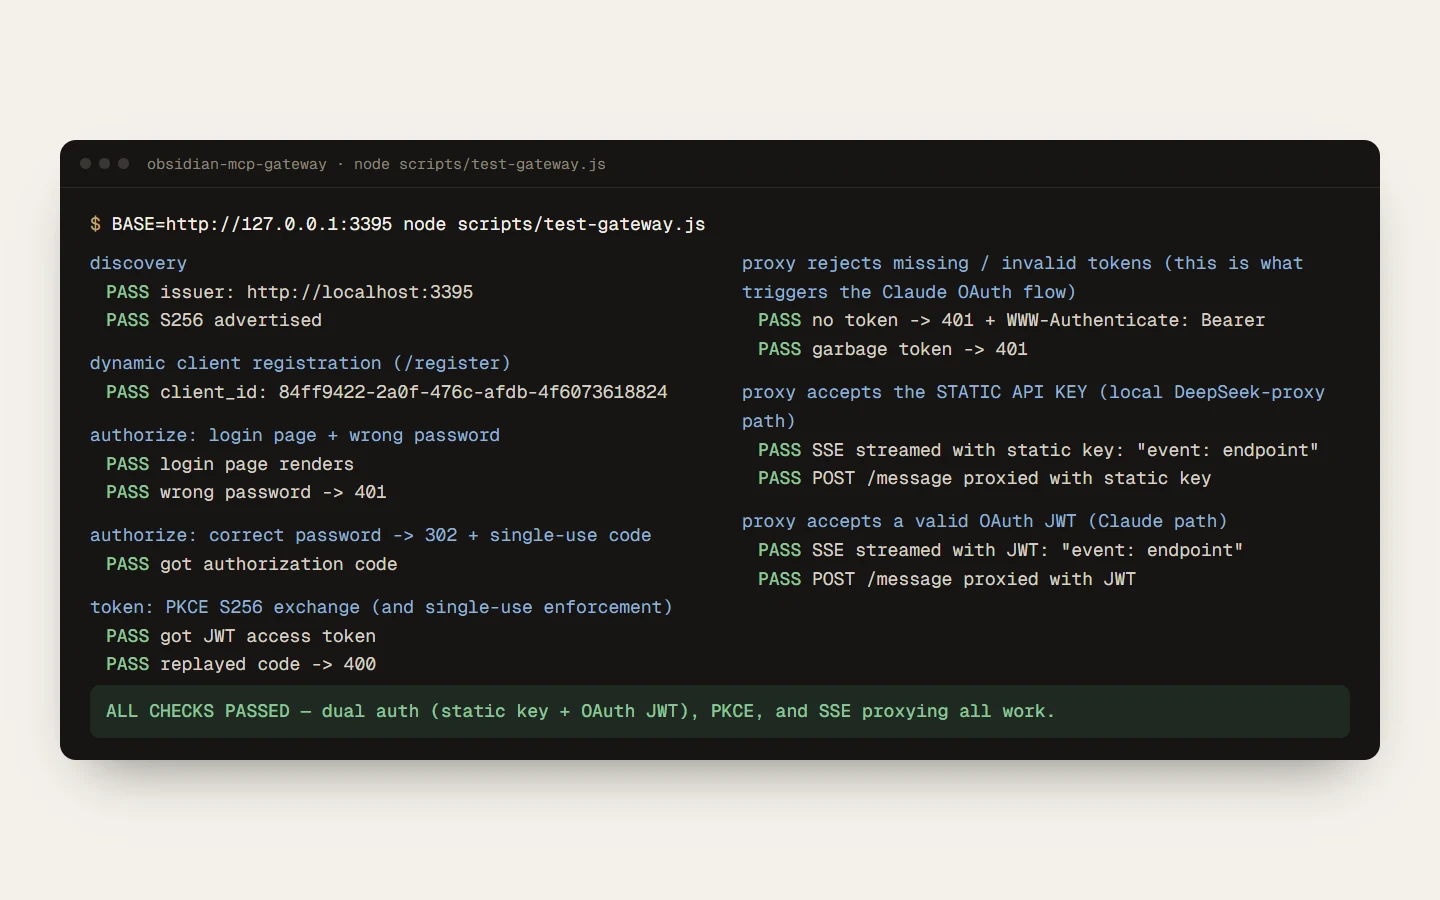 obsidian-mcp-gateway · node scripts/test-gateway.js
$ BASE=http://127.0.0.1:3395 node scripts/test-gateway.js
discovery
PASS issuer: http://localhost:3395
PASS S256 advertised
dynamic client registration (/register)
PASS client_id: 84ff9422-2a0f-476c-afdb-4f6073618824
authorize: login page + wrong password
PASS login page renders
PASS wrong password -> 401
authorize: correct password -> 302 + single-use code
PASS got authorization code
token: PKCE S256 exchange (and single-use enforcement)
PASS got JWT access token
PASS replayed code -> 400
proxy rejects missing / invalid tokens (this is what
triggers the Claude OAuth flow)
PASS no token -> 401 + WWW-Authenticate: Bearer
PASS garbage token -> 401
proxy accepts the STATIC API KEY (local DeepSeek-proxy
path)
PASS SSE streamed with static key: "event: endpoint"
PASS POST /message proxied with static key
proxy accepts a valid OAuth JWT (Claude path)
PASS SSE streamed with JWT: "event: endpoint"
PASS POST /message proxied with JWT
ALL CHECKS PASSED — dual auth (static key + OAuth JWT), PKCE, and SSE proxying all work.